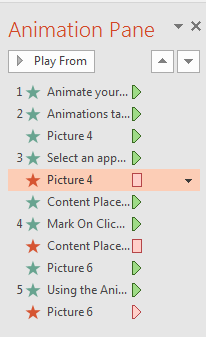 Animation Pane
Play From
1 Animate your...
2 Animations ta...
Picture 4
3 Select an app...
Picture 4
Content Place...
4 Mark On Clic...
Content Place...
Picture 6
5 Using the Ani...
Picture 6